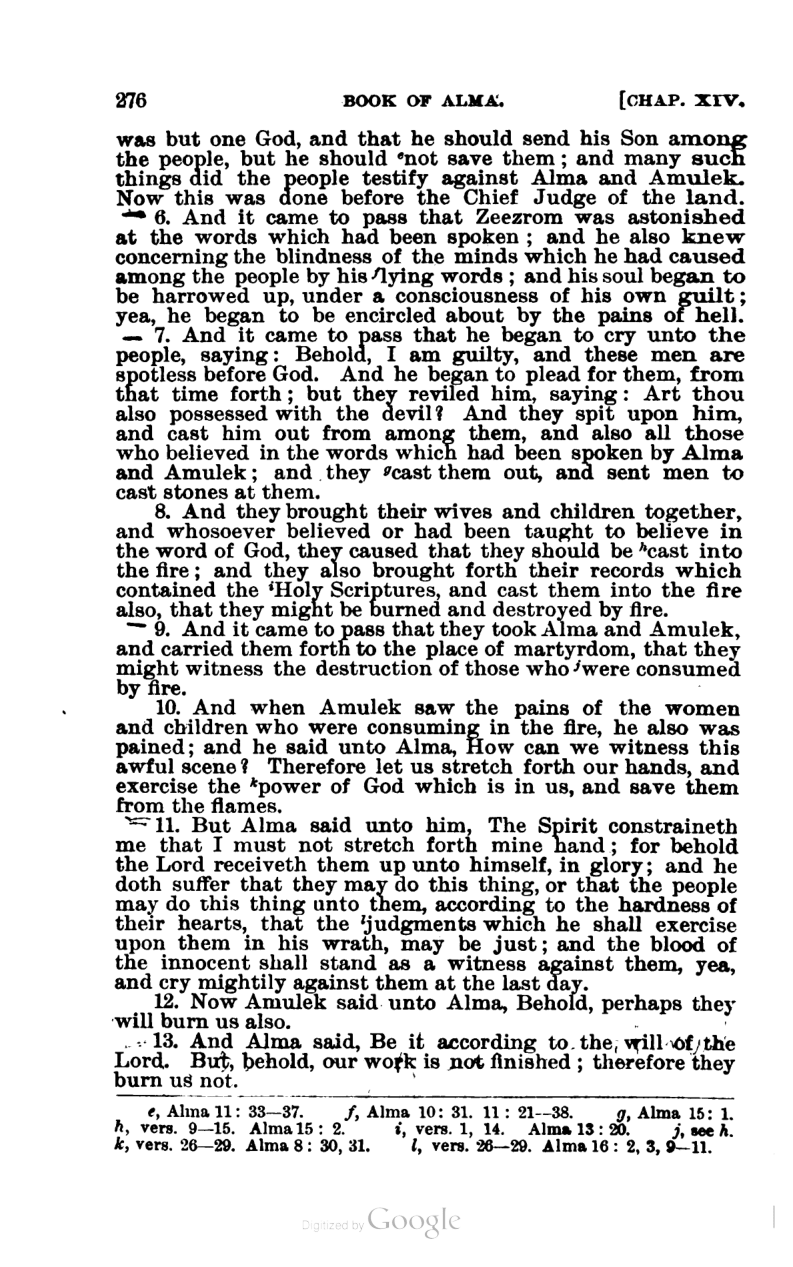 276 BOOK OF ALMA. [CHAP. XIV.
was but one God, and that he should send his Son among
the people, but he should ᵉnot save them; and many such
things did the people testify against Alma and Amulek.
Now this was done before the Chief Judge of the land.
6. And it came to pass that Zeezrom was astonished
at the words which had been spoken; and he also knew
concerning the blindness of the minds which he had caused
among the people by his ᶠlying words; and his soul began to
be harrowed up, under a consciousness of his own guilt;
yea, he began to be encircled about by the pains of hell.
7. And it came to pass that he began to cry unto the
people, saying: Behold, I am guilty, and these men are
spotless before God. And he began to plead for them, from
that time forth; but they reviled him, saying: Art thou
also possessed with the devil? And they spit upon him,
and cast him out from among them, and also all those
who believed in the words which had been spoken by Alma
and Amulek; and they ᵍcast them out, and sent men to
cast stones at them.
8. And they brought their wives and children together,
and whosoever believed or had been taught to believe in
the word of God, they caused that they should be ʰcast into
the fire; and they also brought forth their records which
contained the ⁱHoly Scriptures, and cast them into the fire
also, that they might be burned and destroyed by fire.
9. And it came to pass that they took Alma and Amulek,
and carried them forth to the place of martyrdom, that they
might witness the destruction of those who ʲwere consumed
by fire.
10. And when Amulek saw the pains of the women
and children who were consuming in the fire, he also was
pained; and he said unto Alma, How can we witness this
awful scene? Therefore let us stretch forth our hands, and
exercise the ᵏpower of God which is in us, and save them
from the flames.
11. But Alma said unto him, The Spirit constraineth
me that I must not stretch forth mine hand; for behold
the Lord receiveth them up unto himself, in glory; and he
doth suffer that they may do this thing, or that the people
may do this thing unto them, according to the hardness of
their hearts, that the ˡjudgments which he shall exercise
upon them in his wrath, may be just; and the blood of
the innocent shall stand as a witness against them, yea,
and cry mightily against them at the last day.
12. Now Amulek said unto Alma, Behold, perhaps they
will burn us also.
13. And Alma said, Be it according to the will of the
Lord. But, behold, our work is not finished; therefore they
burn us not.
e, Alma 11: 33—37. f, Alma 10: 31. 11: 21--38. g, Alma 15: 1.
h, vers. 9—15. Alma 15: 2. i, vers. 1, 14. Alma 13: 20. j, see h.
k, vers. 26—29. Alma 8: 30, 31. l, vers. 26—29. Alma 16: 2, 3, 9—11.
Digitized by Google